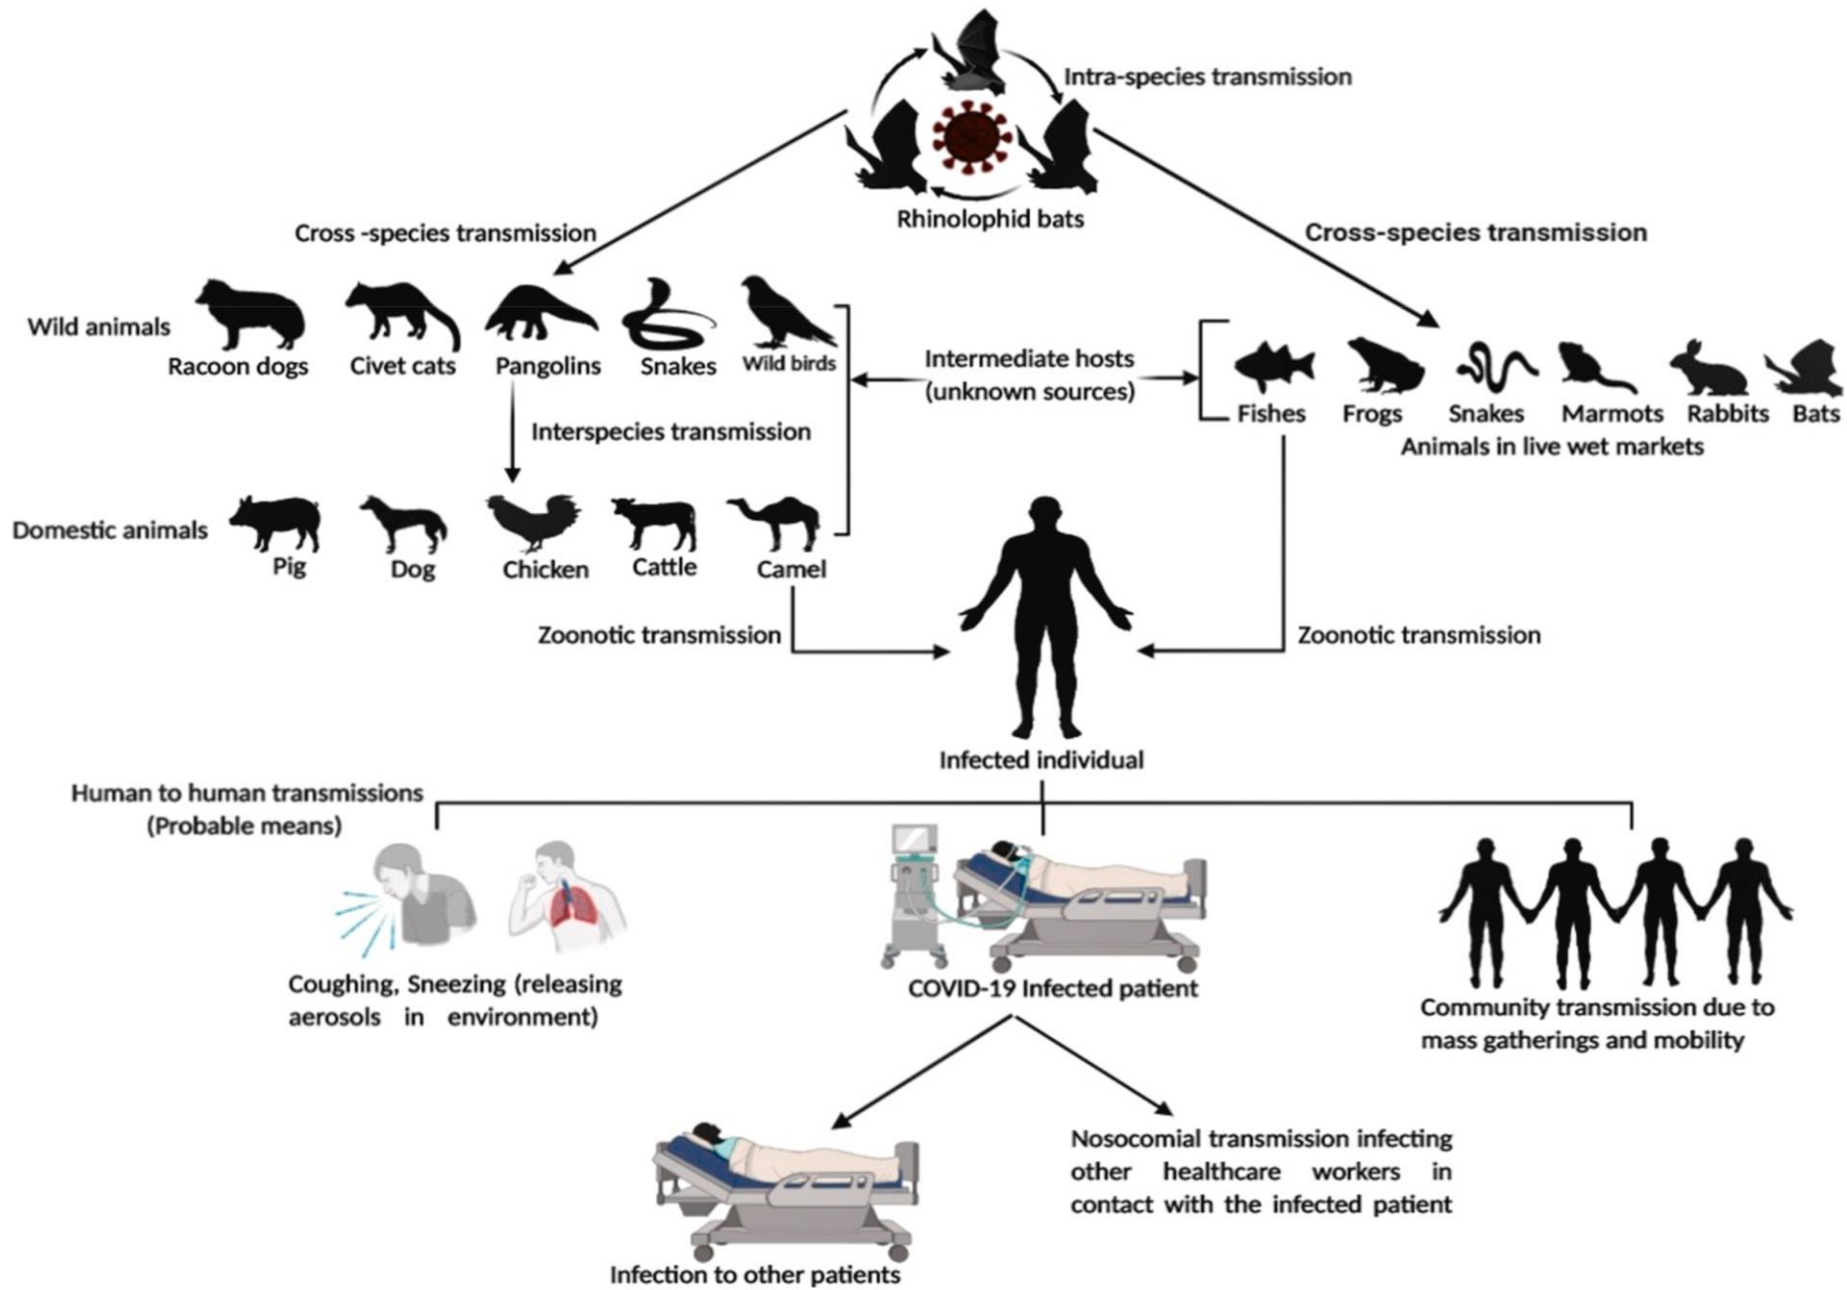 Intra-species transmission
Rhinolophid bats
Cross -species transmission
Cross-species transmission
Wild animals
Racoon dogs
Civet cats
Pangolins
Snakes
Wild birds
Intermediate hosts
(unknown sources)
Fishes
Frogs
Snakes
Marmots
Rabbits
Bats
Animals in live wet markets
Interspecies transmission
Domestic animals
Pig
Dog
Chicken
Cattle
Camel
Zoonotic transmission
Zoonotic transmission
Infected individual
Human to human transmissions
(Probable means)
Coughing, Sneezing (releasing
aerosols in environment)
COVID-19 Infected patient
Community transmission due to
mass gatherings and mobility
Infection to other patients
Nosocomial transmission infecting
other healthcare workers in
contact with the infected patient